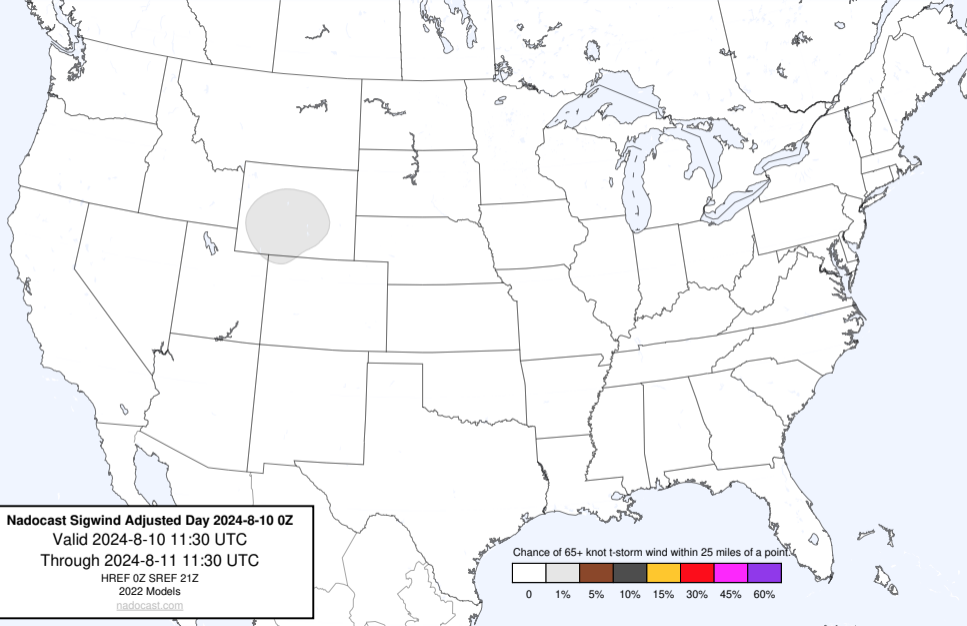 Nadocast Sigwind Adjusted Day 2024-8-10 0Z
Valid 2024-8-10 11:30 UTC
Through 2024-8-11 11:30 UTC
HREF 0Z SREF 21Z
2022 Models
nadocast.com
Chance of 65+ knot t-storm wind within 25 miles of a point.
0 1% 5% 10% 15% 30% 45% 60%